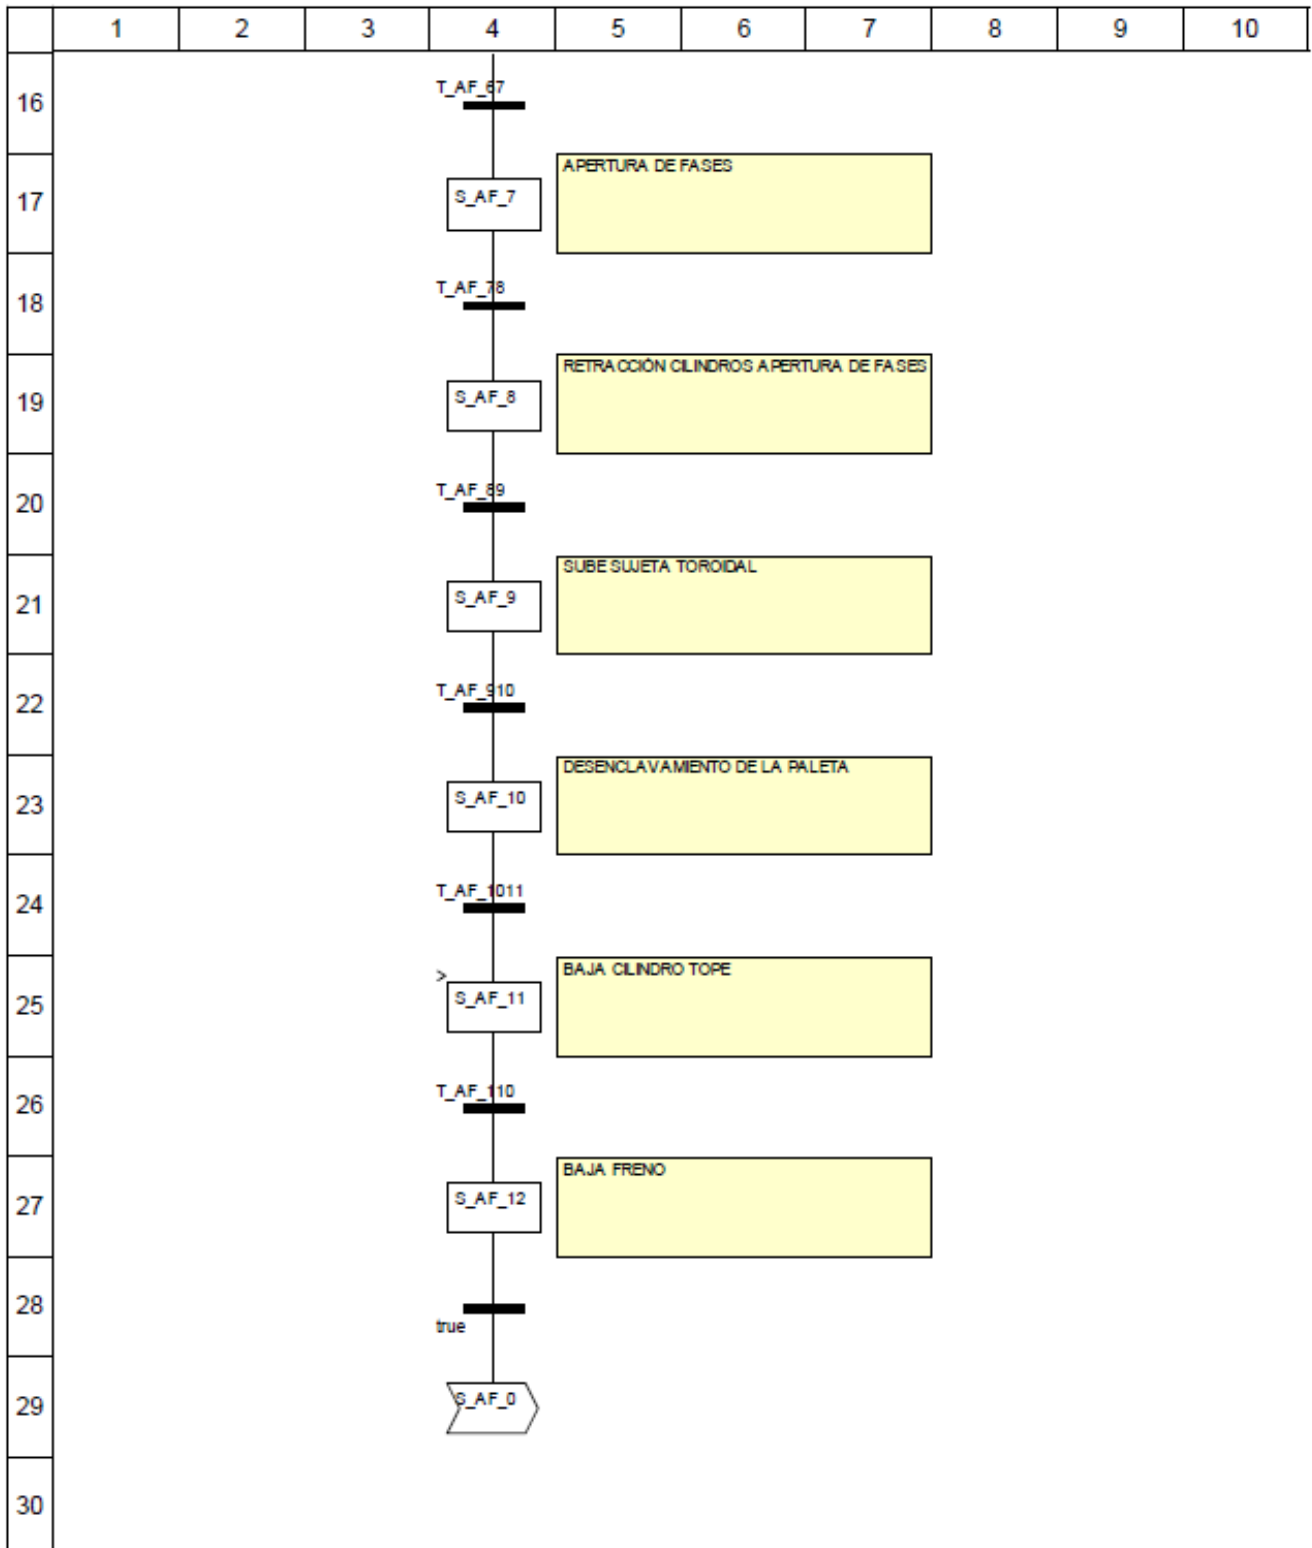 1 2 3 4 5 6 7 8 9 10
16 T_AF_67
17 S_AF_7 APERTURA DE FASES
18 T_AF_78
19 S_AF_8 RETRACCIÓN CILINDROS APERTURA DE FASES
20 T_AF_89
21 S_AF_9 SUBE SUJETA TOROIDAL
22 T_AF_910
23 S_AF_10 DESENCLAVAMIENTO DE LA PALETA
24 T_AF_1011
>
25 S_AF_11 BAJA CILINDRO TOPE
26 T_AF_110
27 S_AF_12 BAJA FRENO
28
true
29 S_AF_0
30